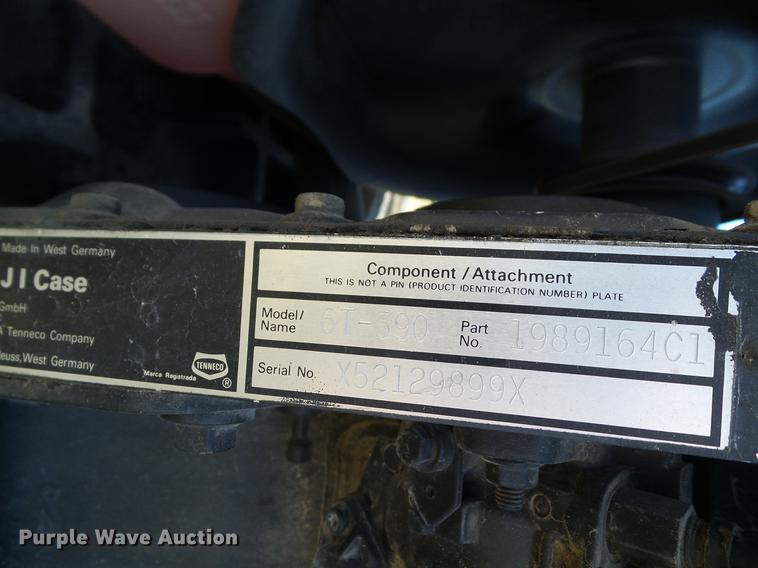 Made In West Germany
J I Case
GmbH
A Tenneco Company
Neuss, West Germany
Marca Registrada
TENNECO
®
Component / Attachment
THIS IS NOT A PIN (PRODUCT IDENTIFICATION NUMBER) PLATE
Model/ Name 6T-590 Part No. 1989164C1
Serial No. X52129899X
Purple Wave Auction